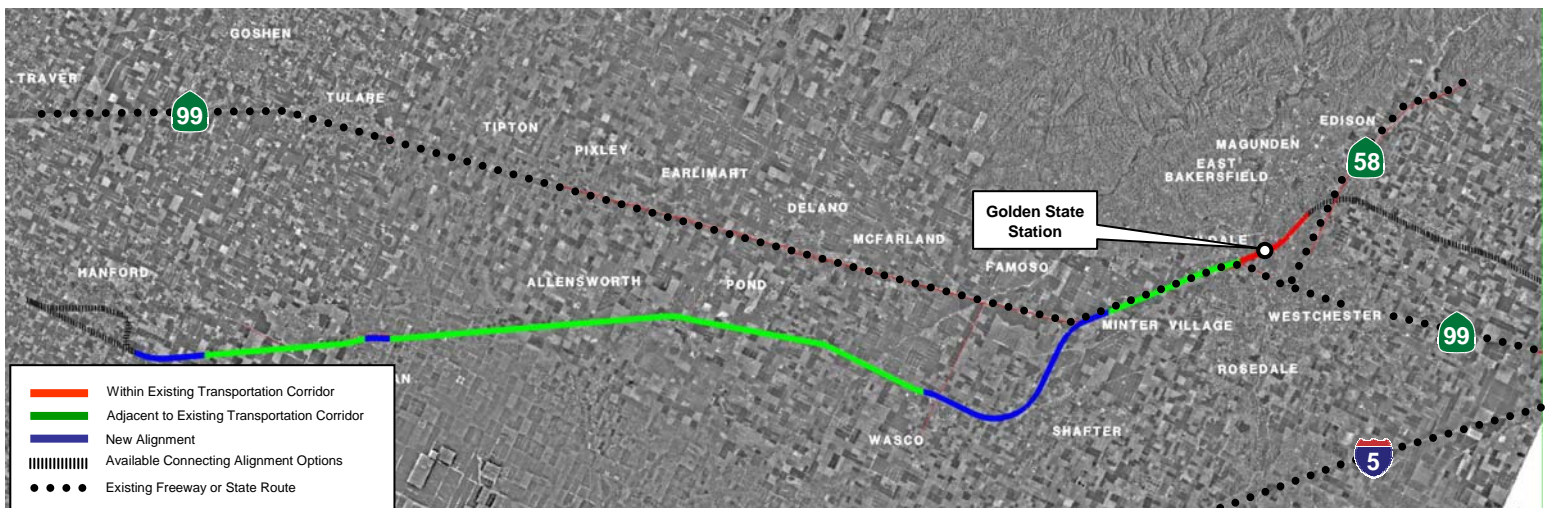 GOSHEN
TRAVER
TULARE
99
TIPTON
PIXLEY
EARLIMART
DELANO
MCFARLAND
FAMOSO
EDISON
MAGUNDEN
58
EAST
BAKERSFIELD
Golden State
Station
HANFORD
ALLENSWORTH
POND
MINTER VILLAGE
WESTCHESTER
99
ROSEDALE
WASCO
SHAFTER
5
Within Existing Transportation Corridor
Adjacent to Existing Transportation Corridor
New Alignment
Available Connecting Alignment Options
Existing Freeway or State Route